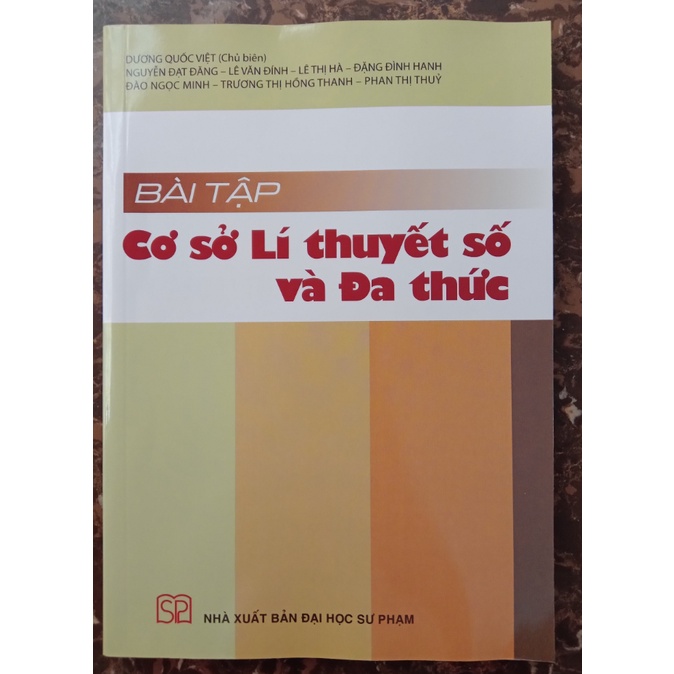 DƯƠNG QUỐC VIỆT (Chủ biên)
NGUYỄN ĐẠT ĐĂNG – LÊ VĂN ĐÍNH – LÊ THỊ HÀ – ĐẶNG ĐÌNH HANH
ĐÀO NGỌC MINH – TRƯƠNG THỊ HỒNG THANH – PHAN THỊ THUỶ
BÀI TẬP
Cơ sở Lí thuyết số
và Đa thức
SP
NHÀ XUẤT BẢN ĐẠI HỌC SƯ PHẠM